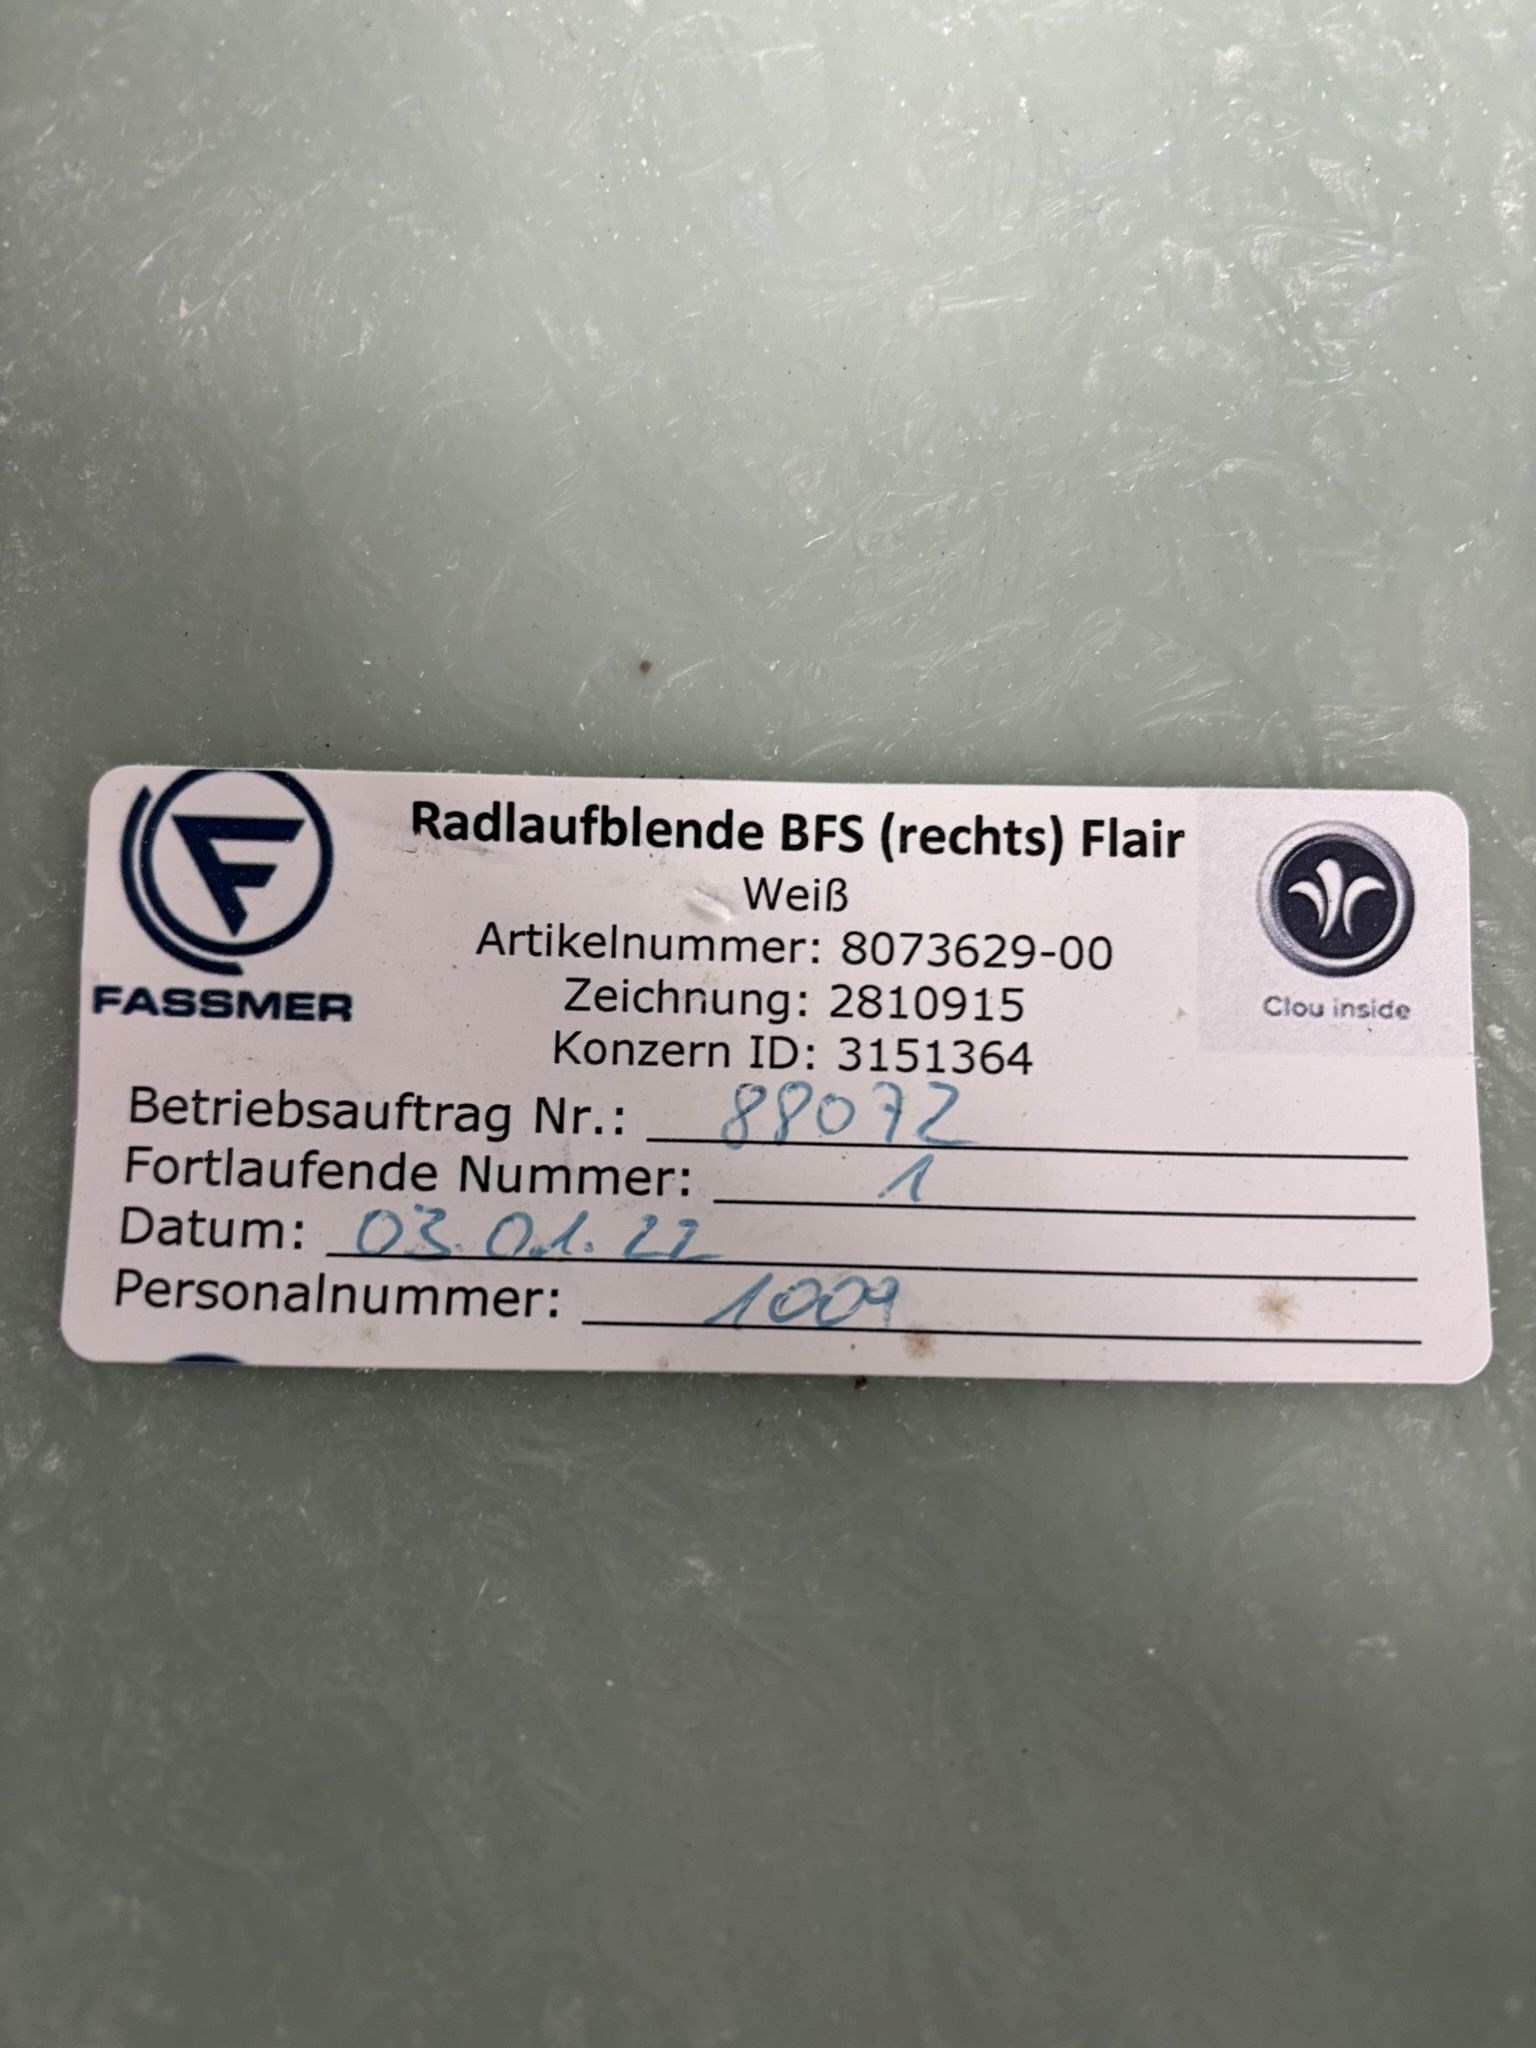 FASSMER
Radlaufblende BFS (rechts) Flair
Weiß
Artikelnummer: 8073629-00
Zeichnung: 2810915
Konzern ID: 3151364
Clou inside
Betriebsauftrag Nr.: 88072
Fortlaufende Nummer: 1
Datum: 03.01.22
Personalnummer: 1009